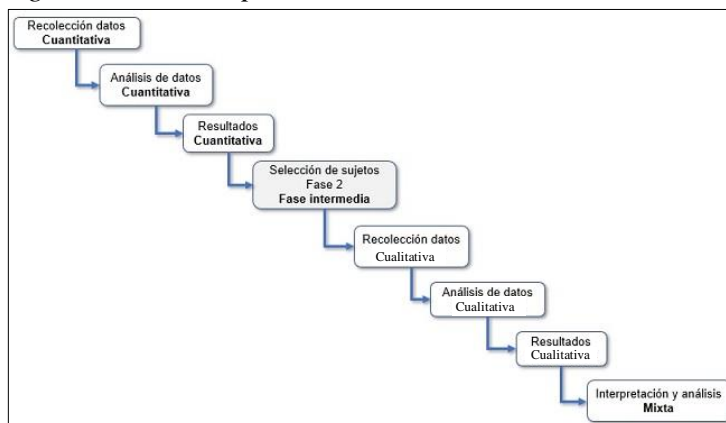 Recolección datos
Cuantitativa
Análisis de datos
Cuantitativa
Resultados
Cuantitativa
Selección de sujetos
Fase 2
Fase intermedia
Recolección datos
Cualitativa
Análisis de datos
Cualitativa
Resultados
Cualitativa
Interpretación y análisis
Mixta